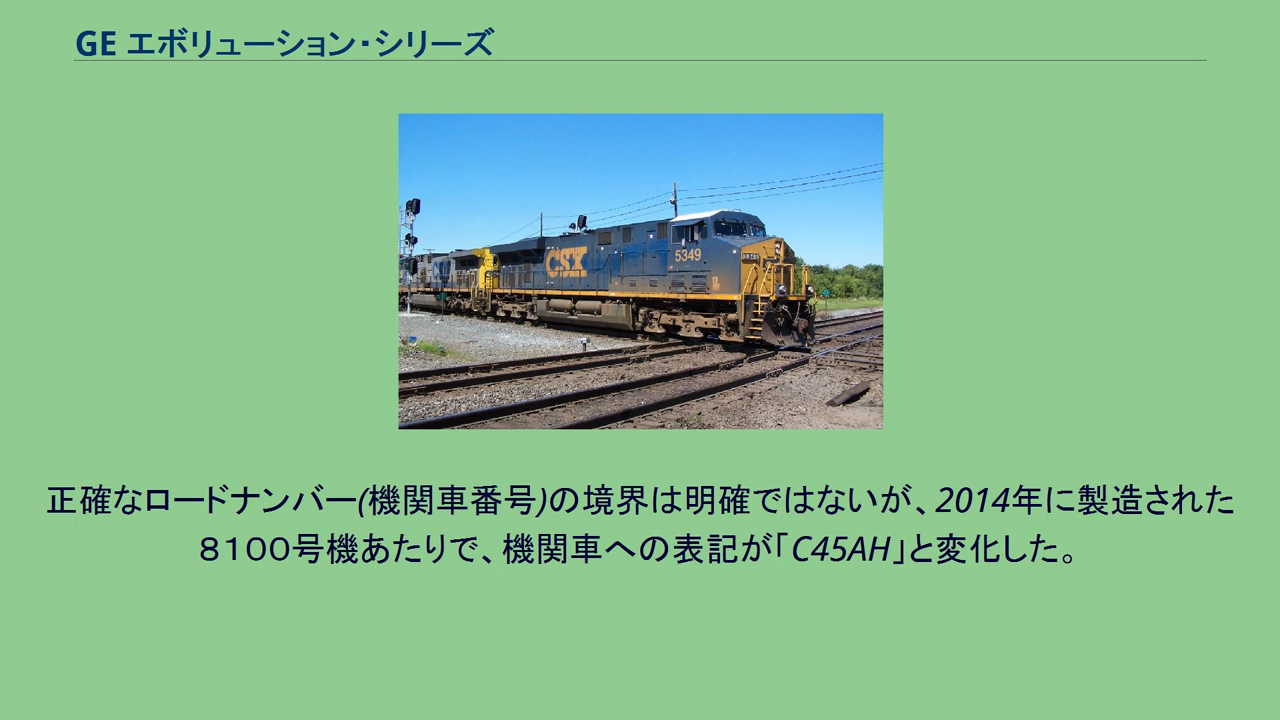 GE エボリューション・シリーズ
CSX
5349
5349
正確なロードナンバー(機関車番号)の境界は明確ではないが、2014年に製造された
８１００号機あたりで、機関車への表記が「C45AH」と変化した。